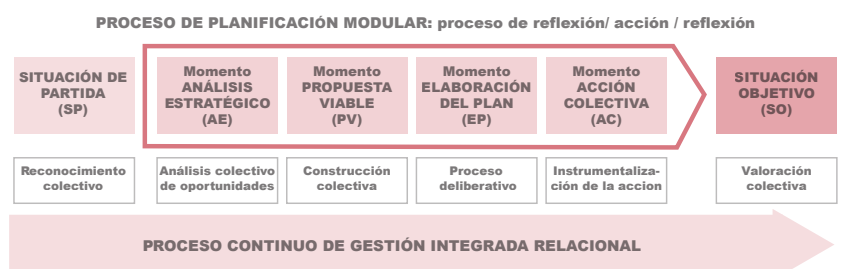 PROCESO DE PLANIFICACIÓN MODULAR: proceso de reflexión/ acción / reflexión
SITUACIÓN DE
PARTIDA
(SP)
Momento
ANÁLISIS
ESTRATÉGICO
(AE)
Momento
PROPUESTA
VIABLE
(PV)
Momento
ELABORACIÓN
DEL PLAN
(EP)
Momento
ACCIÓN
COLECTIVA
(AC)
SITUACIÓN
OBJETIVO
(SO)
Reconocimiento
colectivo
Análisis colectivo
de oportunidades
Construcción
colectiva
Proceso
deliberativo
Instrumentaliza-
ción de la accion
Valoración
colectiva
PROCESO CONTINUO DE GESTIÓN INTEGRADA RELACIONAL